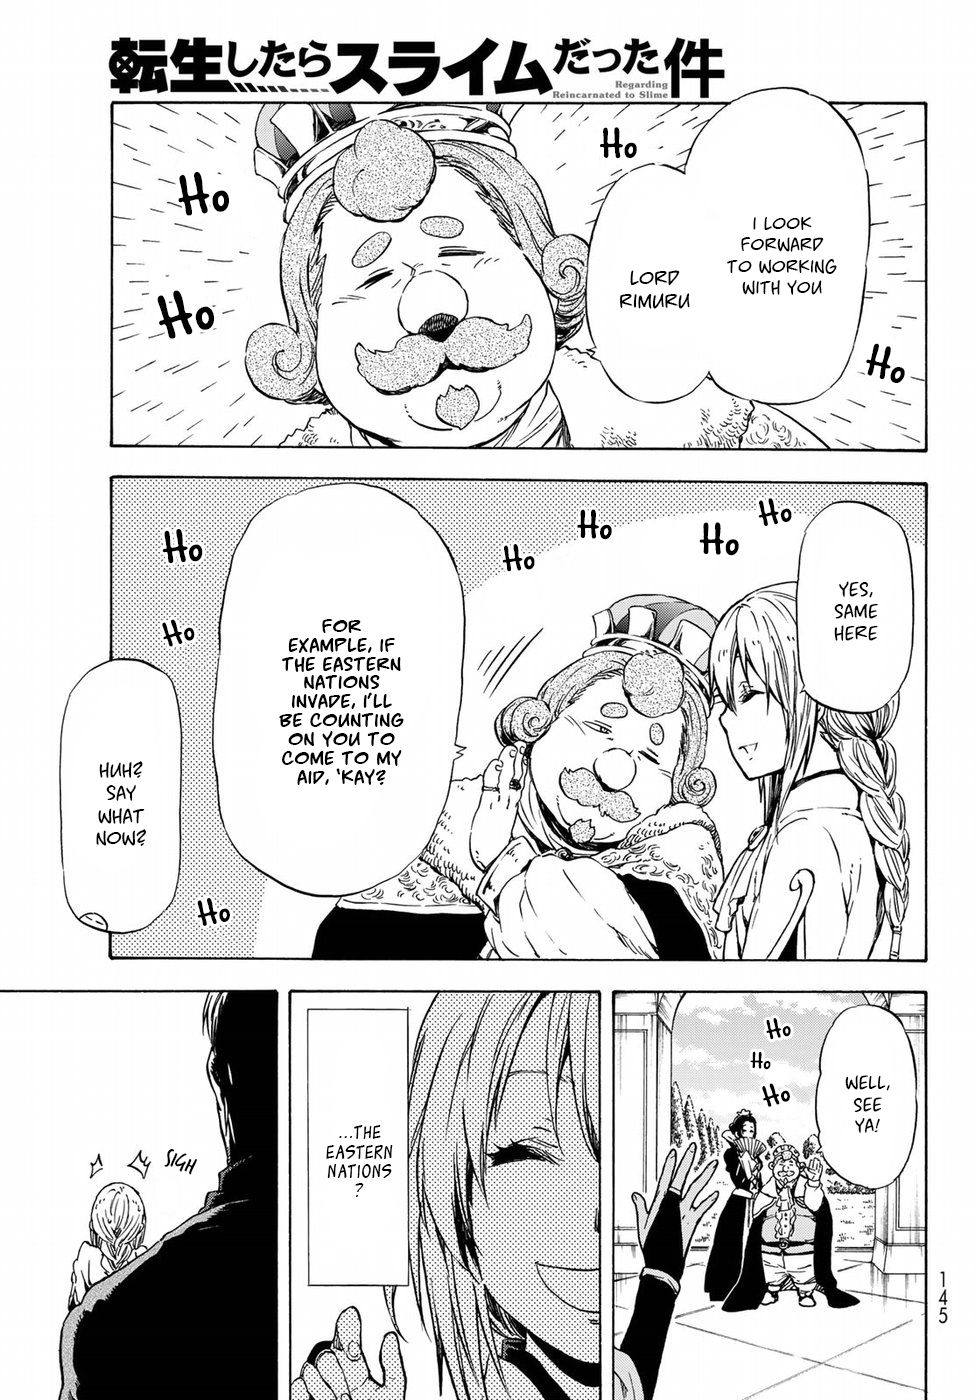 転生したらスライムだった件
Regarding
Reincarnated to Slime
Ho
I LOOK
FORWARD
TO WORKING
WITH YOU
LORD
RIMURU
Ho
Ho
Ho
YES,
SAME
HERE
Ho
Ho
Ho
Ho
FOR
EXAMPLE, IF
THE EASTERN
NATIONS
INVADE, I'LL
BE COUNTING
ON YOU TO
COME TO MY
AID, 'KAY?
Ho
Ho
Ho
HUH?
SAY
WHAT
NOW?
WELL,
SEE
YA!
Ho
Ho
Ho
...THE
EASTERN
NATIONS
?
SIGH
145